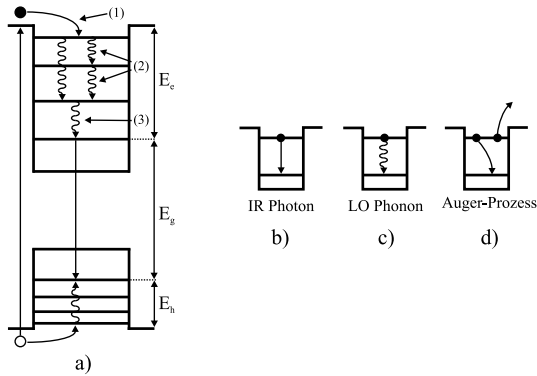 (1)
(2)
(3)
E_e
E_g
E_h
a)
IR Photon
b)
LO Phonon
c)
Auger-Prozess
d)